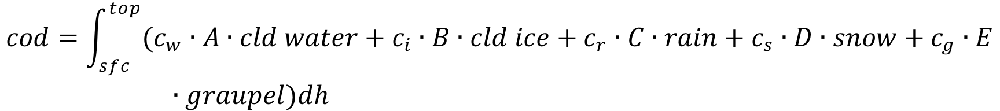 cod = ∫_{sfc}^{top} (c_w · A · cld water + c_i · B · cld ice + c_r · C · rain + c_s · D · snow + c_g · E
· graupel)dh